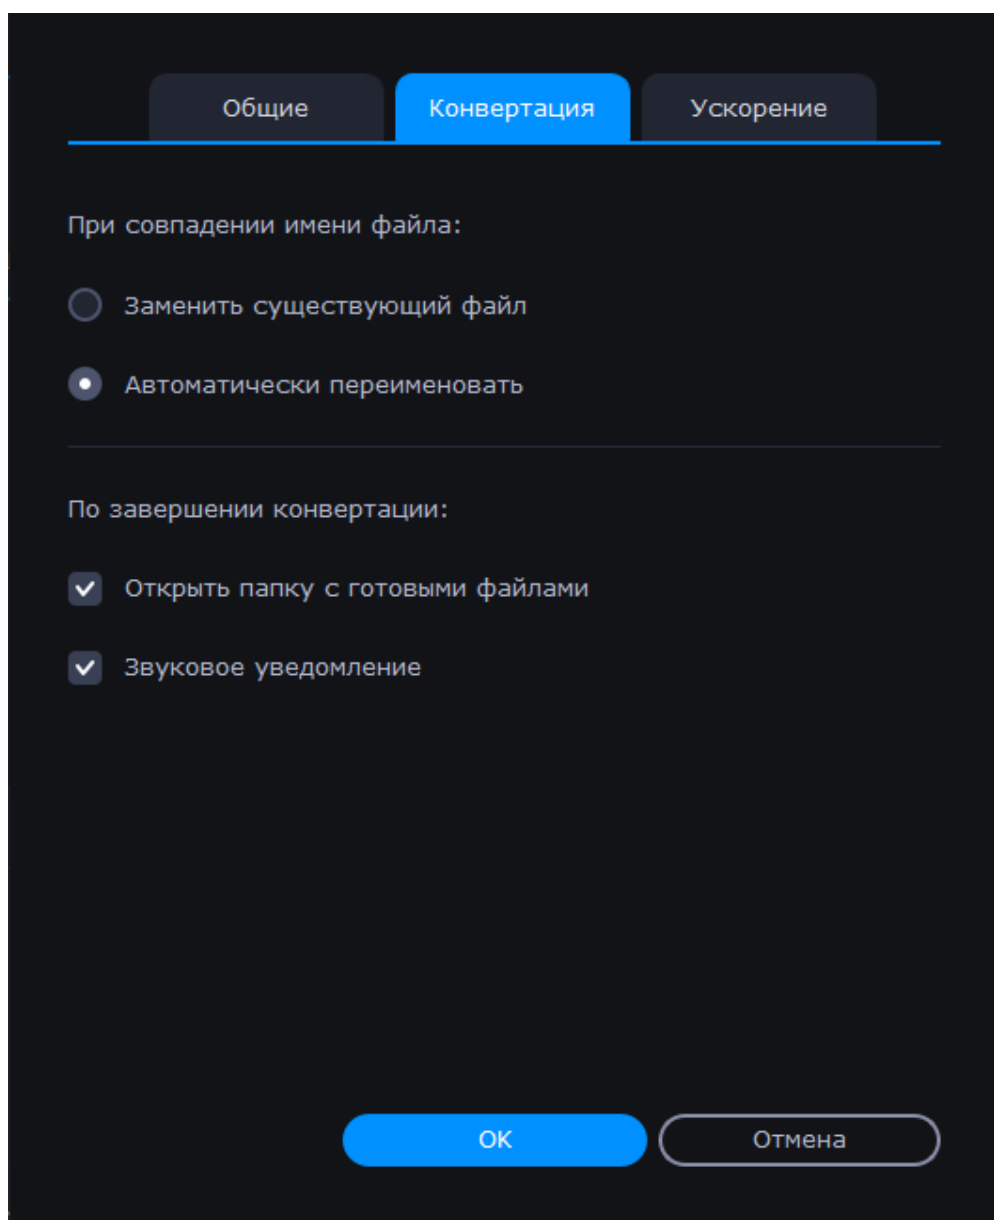 Общие Конвертация Ускорение
При совпадении имени файла:
Заменить существующий файл
Автоматически переименовать
По завершении конвертации:
Открыть папку с готовыми файлами
Звуковое уведомление
OK Отмена